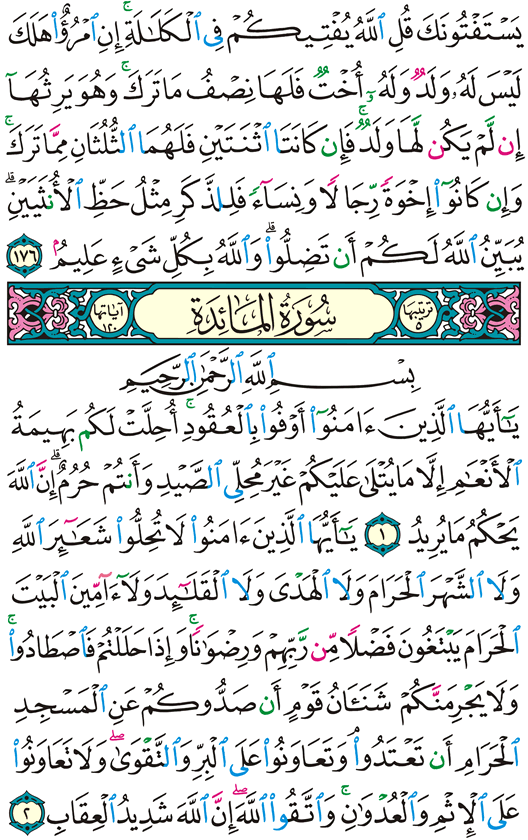 يَسْتَفْتُونَكَ قُلِ ٱللَّهُ يُفْتِيكُمْ فِى ٱلْكَلَـٰلَةِ ۚ إِنِ ٱمْرُؤٌا۟ هَلَكَ
لَيْسَ لَهُۥ وَلَدٌ وَلَهُۥٓ أُخْتٌ فَلَهَا نِصْفُ مَا تَرَكَ ۚ وَهُوَ يَرِثُهَآ
إِن لَّمْ يَكُن لَّهَا وَلَدٌ ۚ فَإِن كَانَتَا ٱثْنَتَيْنِ فَلَهُمَا ٱلثُّلُثَانِ مِمَّا تَرَكَ ۚ
وَإِن كَانُوٓا۟ إِخْوَةً رِّجَالًا وَنِسَآءً فَلِلذَّكَرِ مِثْلُ حَظِّ ٱلْأُنثَيَيْنِ ۗ
يُبَيِّنُ ٱللَّهُ لَكُمْ أَن تَضِلُّوا۟ ۗ وَٱللَّهُ بِكُلِّ شَىْءٍ عَلِيمٌۢ ١٧٦
ترتيبها ٥ سُورَةُ المَائِدَةِ آياتها ١٢٠
بِسْمِ ٱللَّهِ ٱلرَّحْمَـٰنِ ٱلرَّحِيمِ
يَـٰٓأَيُّهَا ٱلَّذِينَ ءَامَنُوٓا۟ أَوْفُوا۟ بِٱلْعُقُودِ ۚ أُحِلَّتْ لَكُم بَهِيمَةُ
ٱلْأَنْعَـٰمِ إِلَّا مَا يُتْلَىٰ عَلَيْكُمْ غَيْرَ مُحِلِّى ٱلصَّيْدِ وَأَنتُمْ حُرُمٌ ۗ إِنَّ ٱللَّهَ
يَحْكُمُ مَا يُرِيدُ ١ يَـٰٓأَيُّهَا ٱلَّذِينَ ءَامَنُوا۟ لَا تُحِلُّوا۟ شَعَـٰٓئِرَ ٱللَّهِ
وَلَا ٱلشَّهْرَ ٱلْحَرَامَ وَلَا ٱلْهَدْىَ وَلَا ٱلْقَلَـٰٓئِدَ وَلَآ ءَآمِّينَ ٱلْبَيْتَ
ٱلْحَرَامَ يَبْتَغُونَ فَضْلًا مِّن رَّبِّهِمْ وَرِضْوَٰنًا ۚ وَإِذَا حَلَلْتُمْ فَٱصْطَادُوا۟ ۚ
وَلَا يَجْرِمَنَّكُمْ شَنَـَٔانُ قَوْمٍ أَن صَدُّوكُمْ عَنِ ٱلْمَسْجِدِ
ٱلْحَرَامِ أَن تَعْتَدُوا۟ ۘ وَتَعَاوَنُوا۟ عَلَى ٱلْبِرِّ وَٱلتَّقْوَىٰ ۖ وَلَا تَعَاوَنُوا۟
عَلَى ٱلْإِثْمِ وَٱلْعُدْوَٰنِ ۚ وَٱتَّقُوا۟ ٱللَّهَ ۖ إِنَّ ٱللَّهَ شَدِيدُ ٱلْعِقَابِ ٢